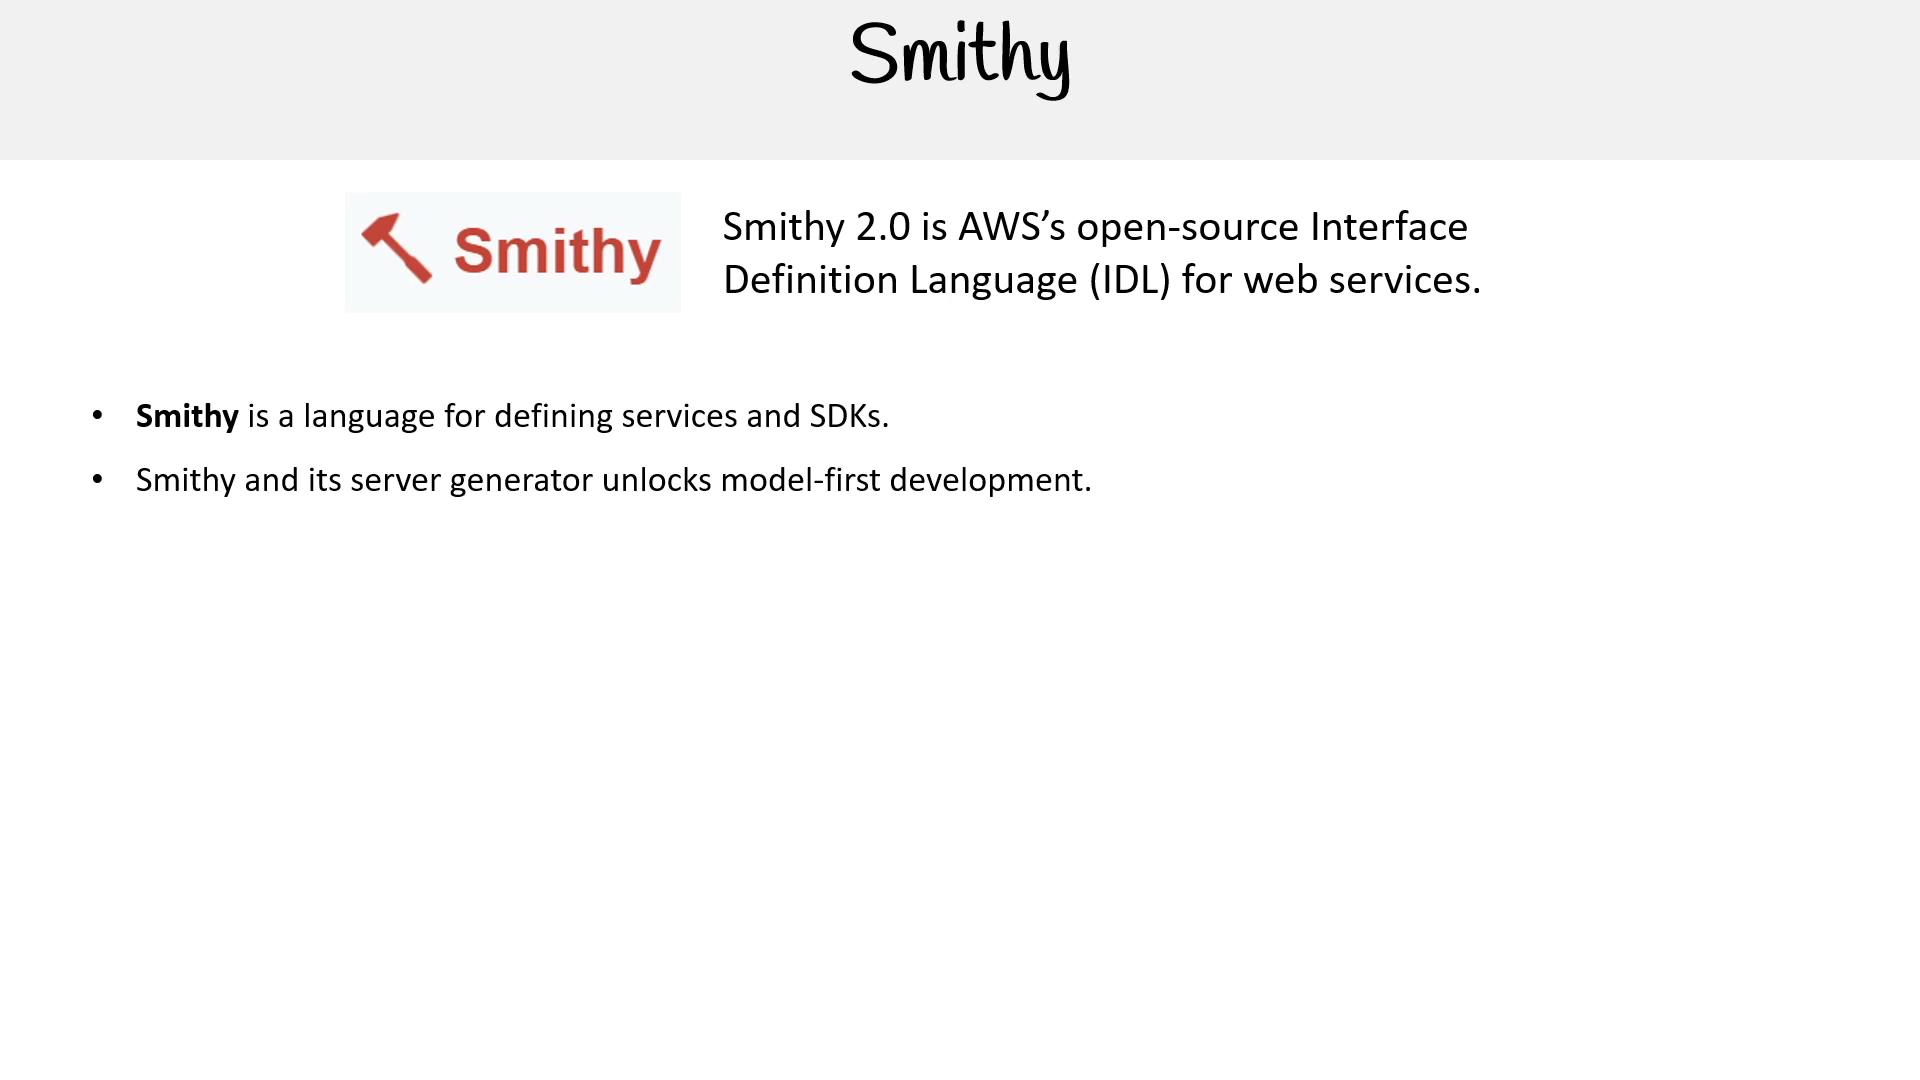 Smithy
Smithy
Smithy 2.0 is AWS’s open-source Interface
Definition Language (IDL) for web services.
• Smithy is a language for defining services and SDKs.
• Smithy and its server generator unlocks model-first development.